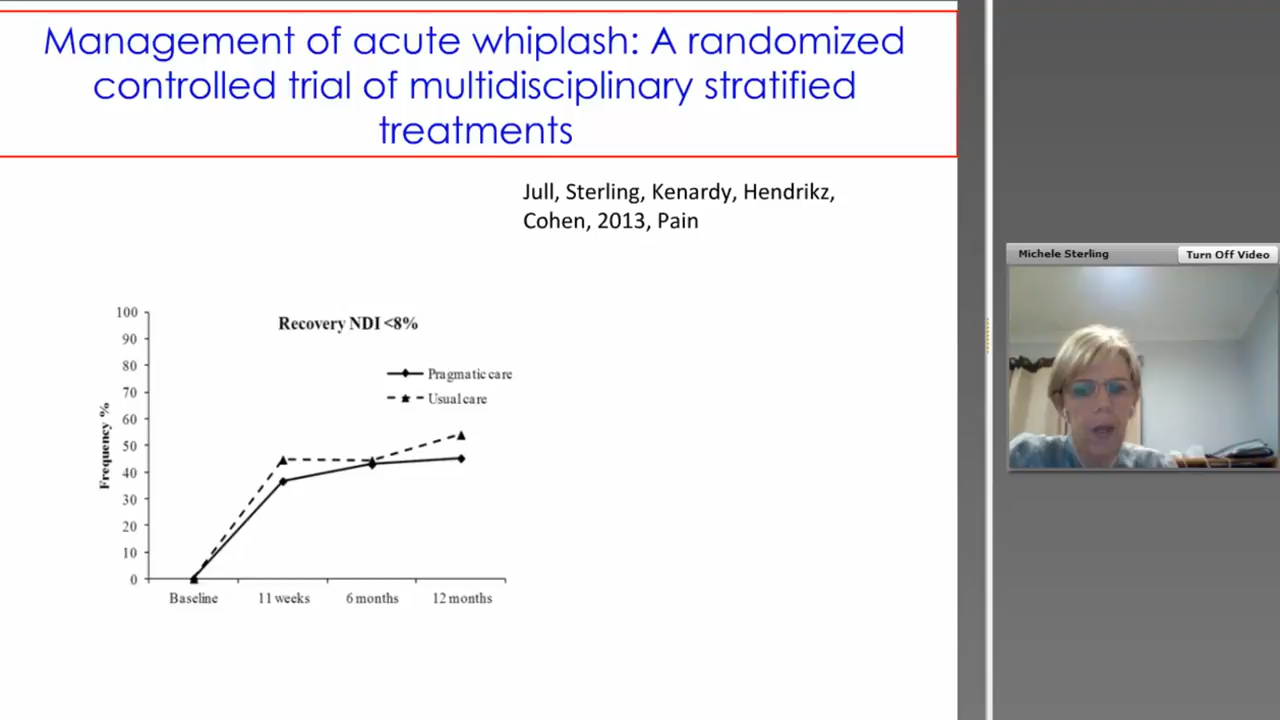 Management of acute whiplash: A randomized
controlled trial of multidisciplinary stratified
treatments
Jull, Sterling, Kenardy, Hendrikz,
Cohen, 2013, Pain
Recovery NDI <8%
Pragmatic care
Usual care
Frequency %
100
90
80
70
60
50
40
30
20
10
0
Baseline
11 weeks
6 months
12 months
Michele Sterling
Turn Off Video